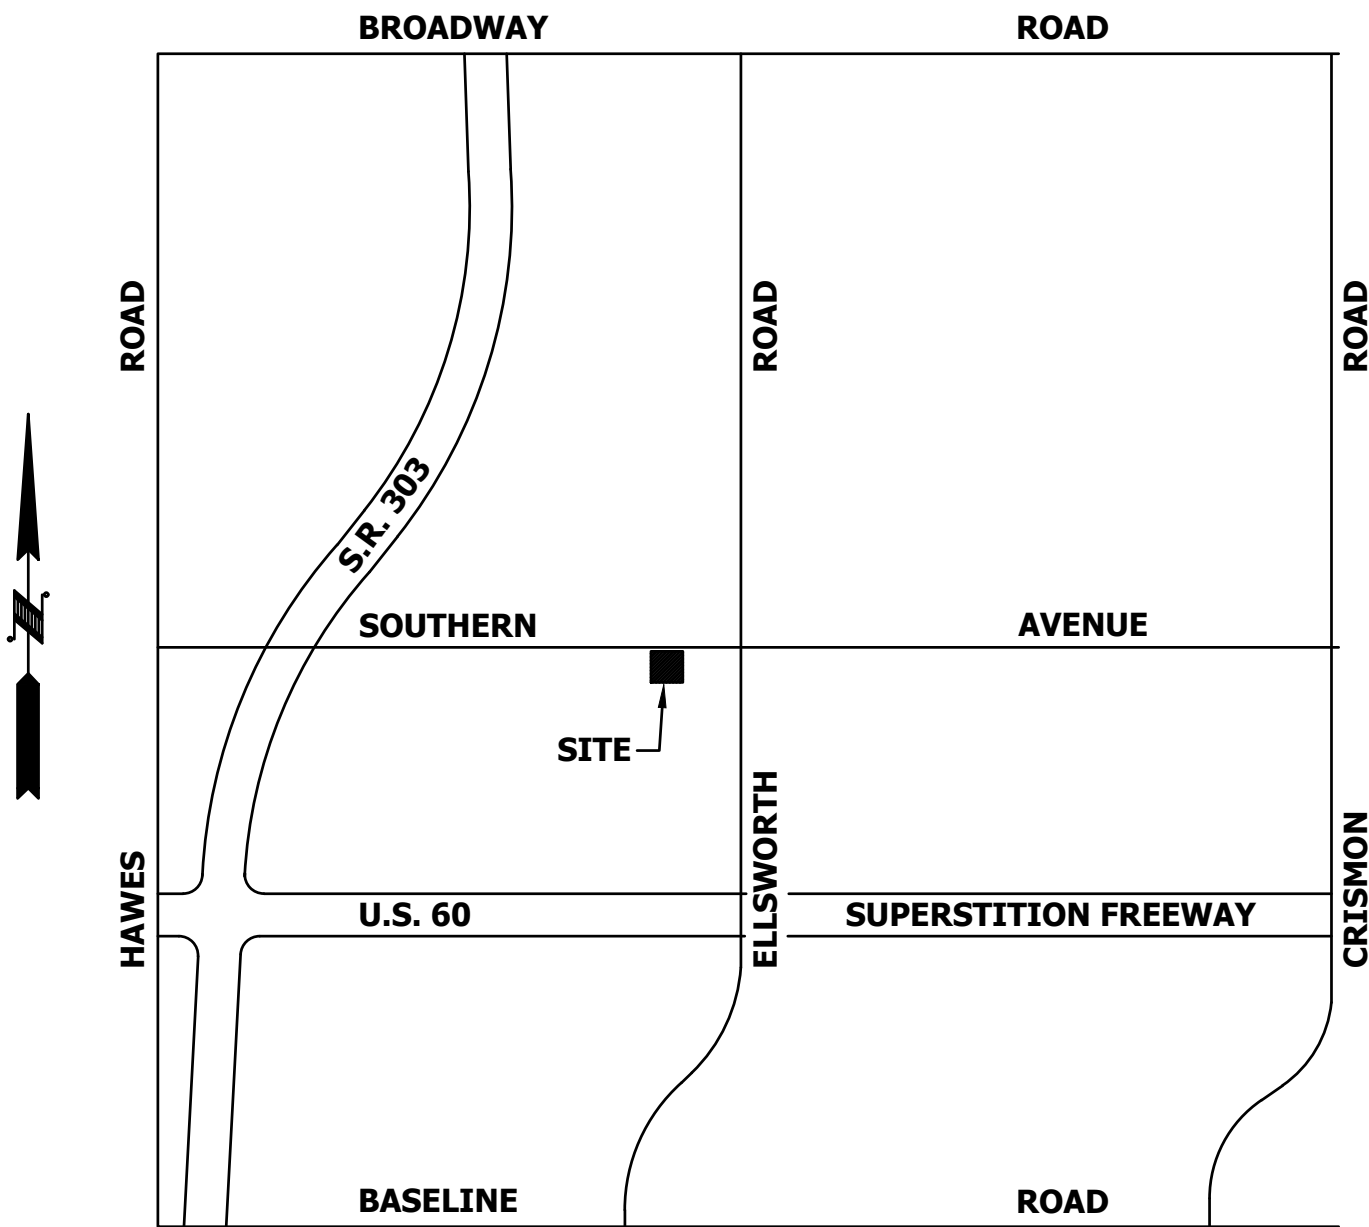 BROADWAY ROAD
ROAD
ROAD
ROAD
S.R. 303
SOUTHERN AVENUE
SITE
HAWES
ELLSWORTH
CRISMON
U.S. 60 SUPERSTITION FREEWAY
BASELINE ROAD
N